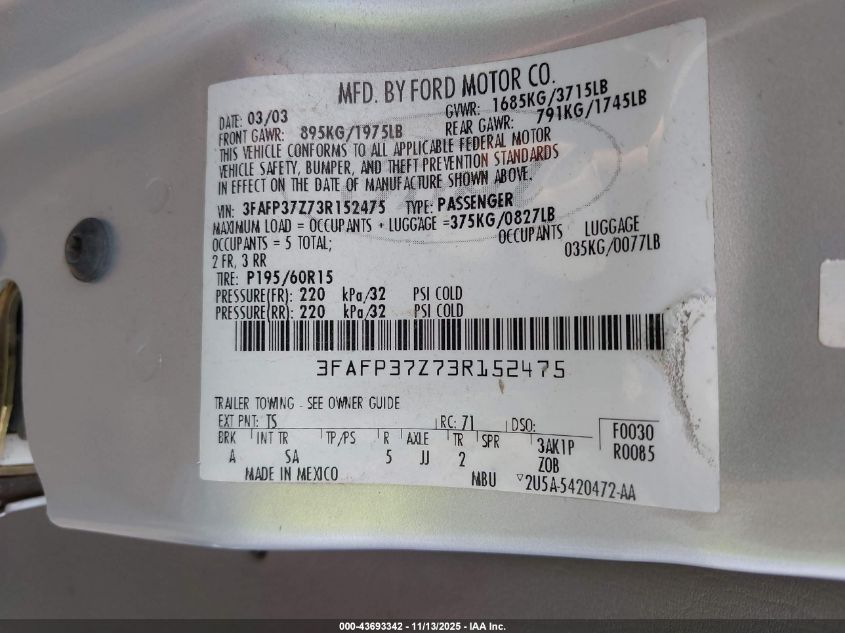 MFD. BY FORD MOTOR CO.
DATE: 03/03 GVWR: 1685KG/3715LB
FRONT GAWR: 895KG/1975LB REAR GAWR: 791KG/1745LB
THIS VEHICLE CONFORMS TO ALL APPLICABLE FEDERAL MOTOR
VEHICLE SAFETY, BUMPER, AND THEFT PREVENTION STANDARDS
IN EFFECT ON THE DATE OF MANUFACTURE SHOWN ABOVE.
VIN: 3FAFP37Z73R152475 TYPE: PASSENGER
MAXIMUM LOAD = OCCUPANTS + LUGGAGE =375KG/0827LB
OCCUPANTS = 5 TOTAL; OCCUPANTS LUGGAGE
2 FR, 3 RR 035KG/0077LB
TIRE: P195/60R15
PRESSURE(FR): 220 kPa/32 PSI COLD
PRESSURE(RR): 220 kPa/32 PSI COLD
3FAFP37Z73R152475
TRAILER TOWING - SEE OWNER GUIDE
EXT PNT: TS RC: 71 DSO: F0030
BRK INT TR TP/PS R AXLE TR SPR 3AK1P R0085
A SA 5 JJ 2 ZOB
MADE IN MEXICO MBU 2U5A-5420472-AA
000-43693342 - 11/13/2025 - IAA Inc.